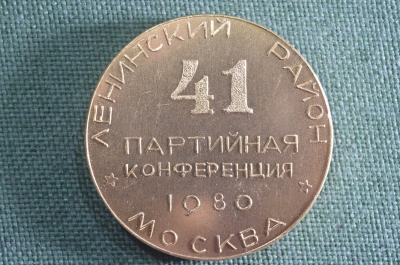 ЛЕНИНСКИЙ РАЙОН
41
ПАРТИЙНАЯ
КОНФЕРЕНЦИЯ
1980
МОСКВА